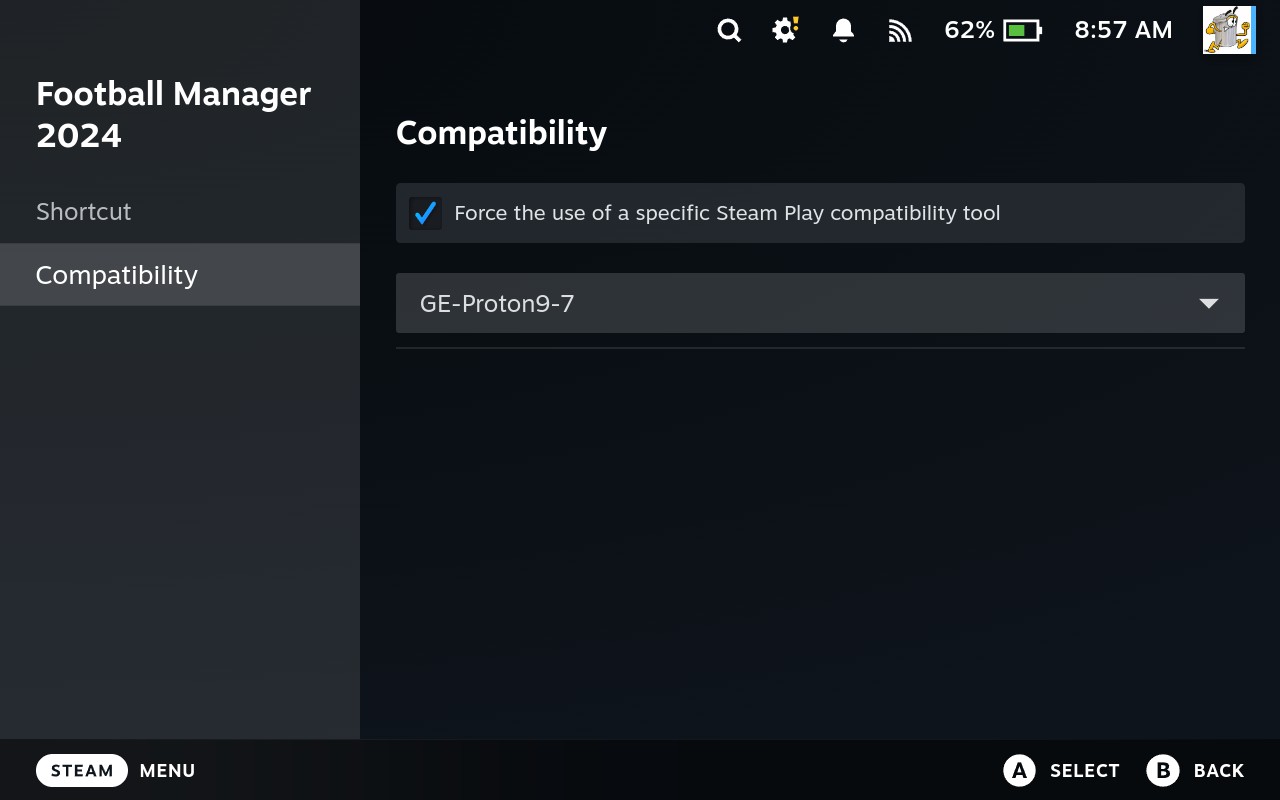 62%
8:57 AM
Football Manager
2024
Shortcut
Compatibility
Compatibility
Force the use of a specific Steam Play compatibility tool
GE-Proton9-7
STEAM MENU
A SELECT B BACK